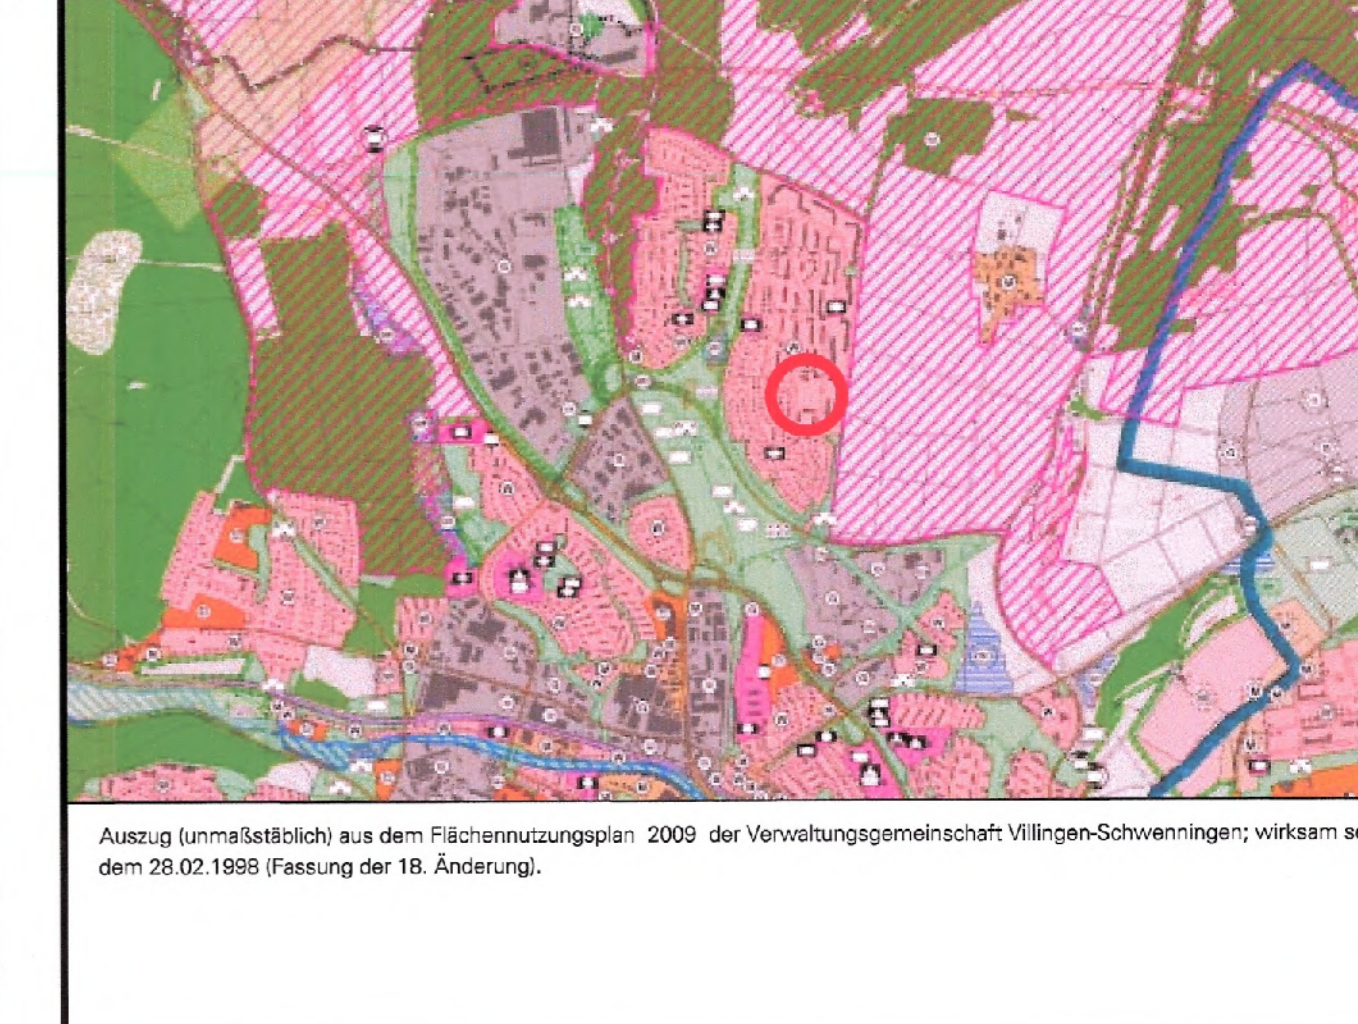 Auszug (unmaßstäblich) aus dem Flächennutzungsplan 2009 der Verwaltungsgemeinschaft Villingen-Schwenningen; wirksam
dem 28.02.1998 (Fassung der 18. Änderung).